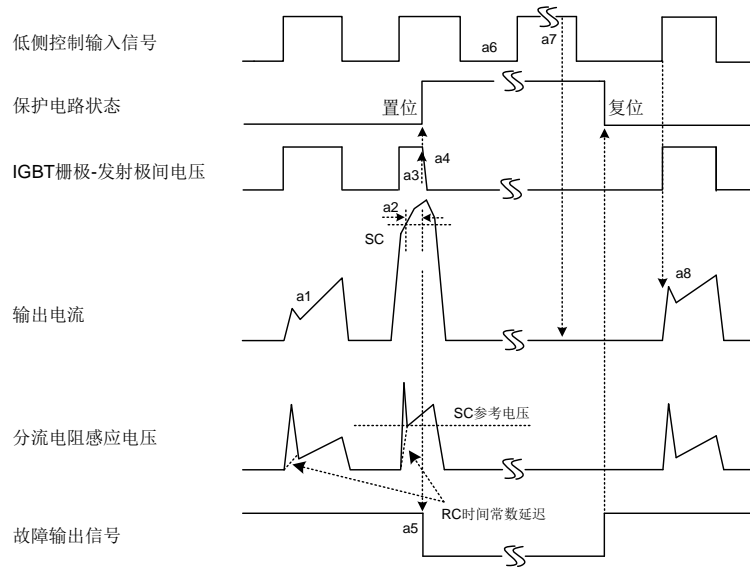 低侧控制输入信号
a6
a7
保护电路状态
置位
复位
IGBT栅极-发射极间电压
a3
a4
a2
SC
输出电流
a1
a8
分流电阻感应电压
SC参考电压
RC时间常数延迟
故障输出信号
a5